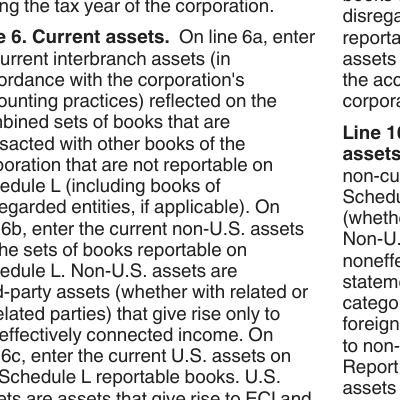 ng the tax year of the corporation.
e 6. Current assets. On line 6a, enter
urrent interbranch assets (in
ordance with the corporation's
ounting practices) reflected on the
nbined sets of books that are
sacted with other books of the
poration that are not reportable on
edule L (including books of
egarded entities, if applicable). On
6b, enter the current non-U.S. assets
he sets of books reportable on
edule L. Non-U.S. assets are
d-party assets (whether with related or
elated parties) that give rise only to
effectively connected income. On
6c, enter the current U.S. assets on
Schedule L reportable books. U.S.
ets are assets that give rise to ECI and
books
disrega
reporta
assets
the acc
corpora
Line 10
assets
non-cu
Schedu
(wheth
Non-U.
noneffe
statem
catego
foreign
to non-
Report
assets